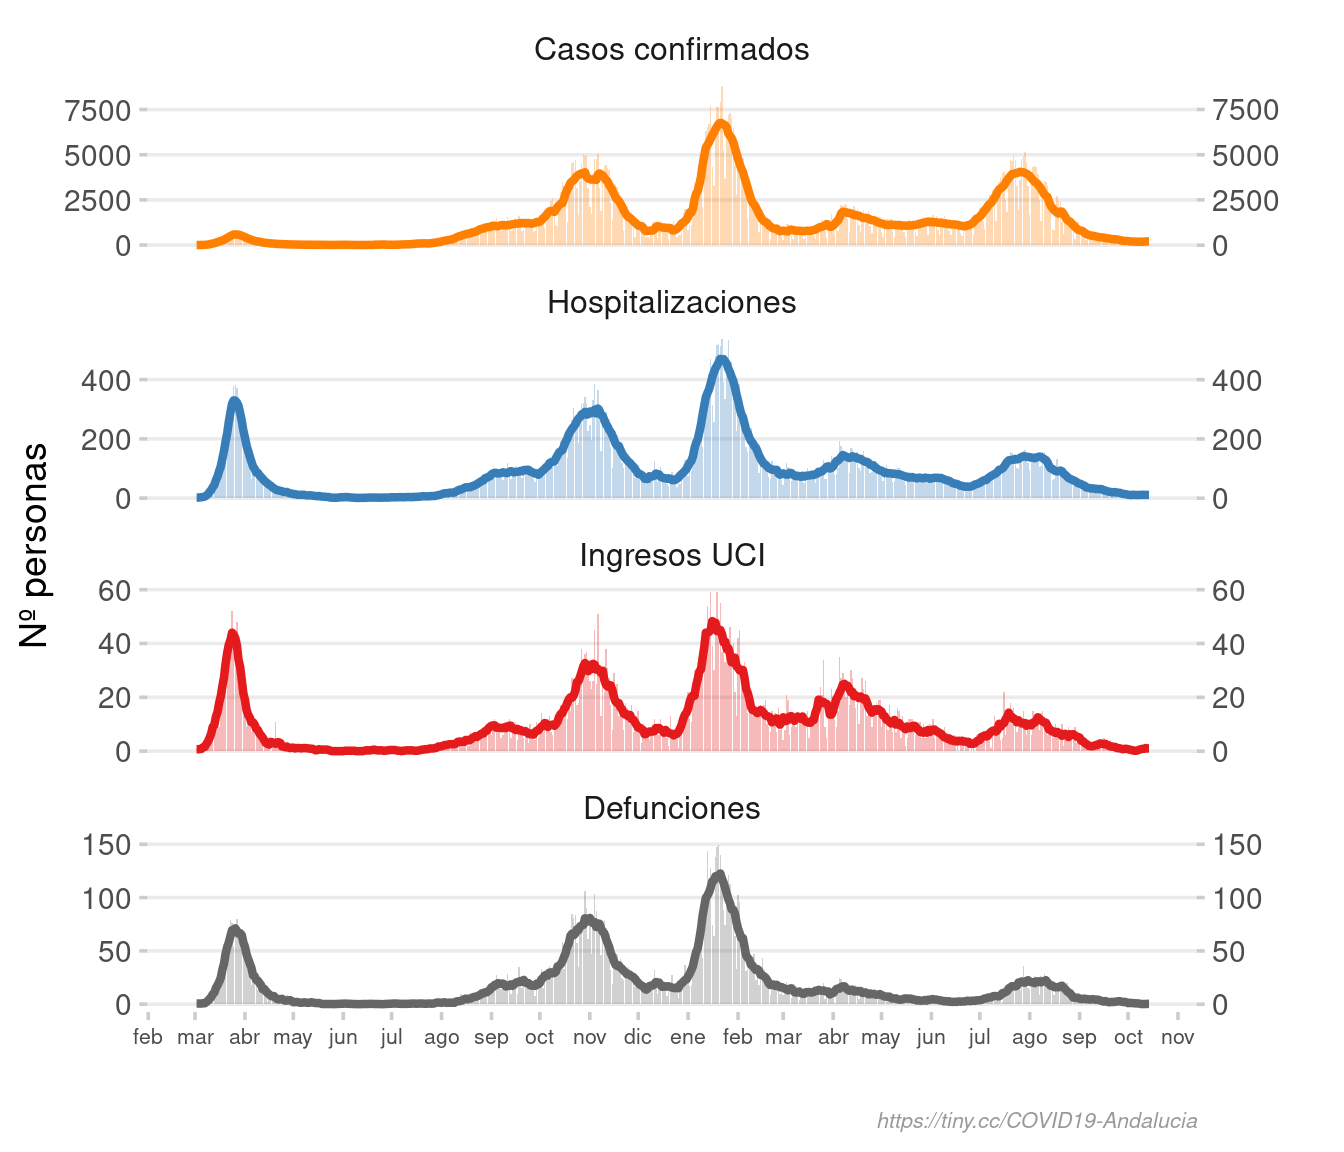 Casos confirmados
7500 7500
5000 5000
2500 2500
0 0
Hospitalizaciones
400 400
200 200
0 0
Nº personas
Ingresos UCI
60 60
40 40
20 20
0 0
Defunciones
150 150
100 100
50 50
0 0
feb mar abr may jun jul ago sep oct nov dic ene feb mar abr may jun jul ago sep oct nov
https://tiny.cc/COVID19-Andalucia